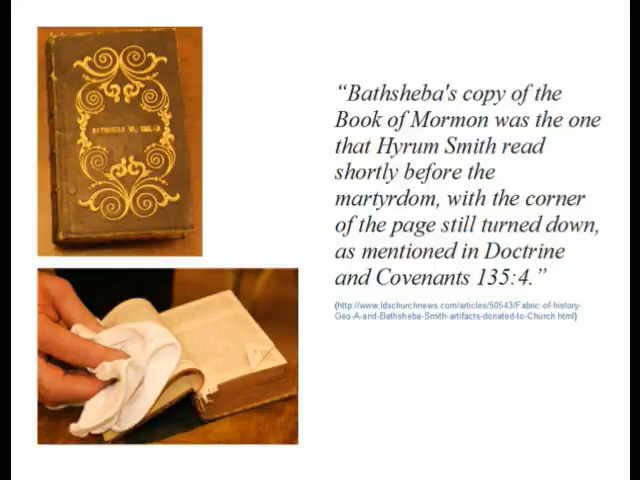 BATHSHEBA W. SMITH
“Bathsheba's copy of the
Book of Mormon was the one
that Hyrum Smith read
shortly before the
martyrdom, with the corner
of the page still turned down,
as mentioned in Doctrine
and Covenants 135:4.”
(http://www.ldschurchnews.com/articles/50543/Fabric-of-history-
Geo-A-and-Bathsheba-Smith-artifacts-donated-to-Church.html)